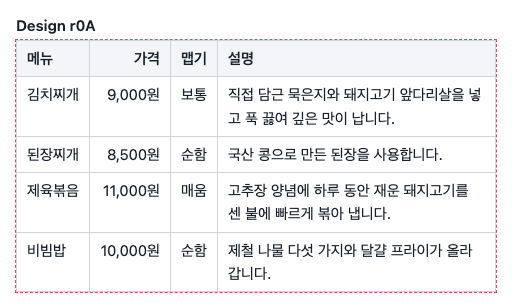 Design r0A
메뉴 가격 맵기 설명
김치찌개 9,000원 보통 직접 담근 묵은지와 돼지고기 앞다리살을 넣
고 푹 끓여 깊은 맛이 납니다.
된장찌개 8,500원 순함 국산 콩으로 만든 된장을 사용합니다.
제육볶음 11,000원 매움 고추장 양념에 하루 동안 재운 돼지고기를
센 불에 빠르게 볶아 냅니다.
비빔밥 10,000원 순함 제철 나물 다섯 가지와 달걀 프라이가 올라
갑니다.